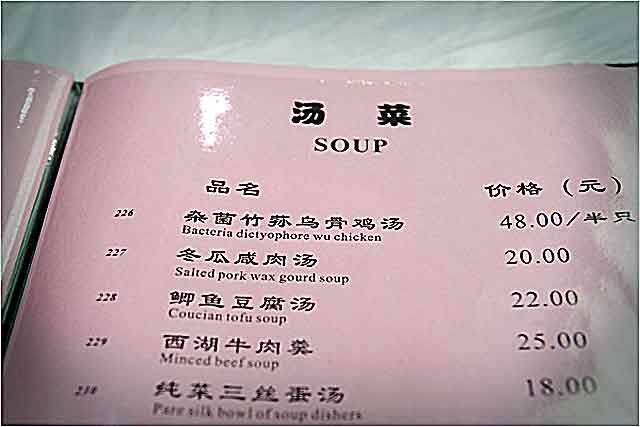 汤 菜
SOUP
品名 价格（元）
226 杂菌竹荪乌骨鸡汤 48.00/半只
Bacteria dictyophore wu chicken
227 冬瓜咸肉汤 20.00
Salted pork wax gourd soup
228 鲫鱼豆腐汤 22.00
Coucian tofu soup
229 西湖牛肉羹 25.00
Minced beef soup
230 纯菜三丝蛋汤 18.00
Pare silk bowl of soup dishera